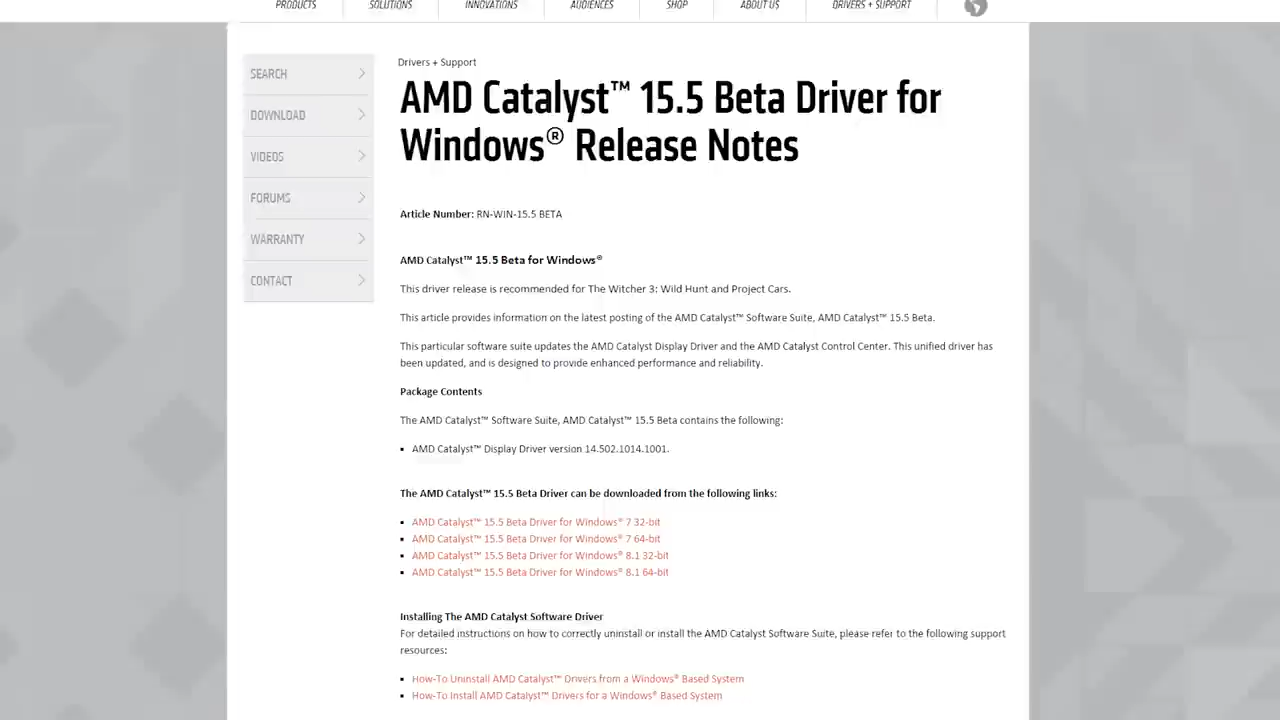 PRODUCTS SOLUTIONS INNOVATIONS AUDIENCES SHOP ABOUT US DRIVERS + SUPPORT
SEARCH
DOWNLOAD
VIDEOS
FORUMS
WARRANTY
CONTACT
Drivers + Support
AMD Catalyst™ 15.5 Beta Driver for
Windows® Release Notes
Article Number: RN-WIN-15.5 BETA
AMD Catalyst™ 15.5 Beta for Windows®
This driver release is recommended for The Witcher 3: Wild Hunt and Project Cars.
This article provides information on the latest posting of the AMD Catalyst™ Software Suite, AMD Catalyst™ 15.5 Beta.
This particular software suite updates the AMD Catalyst Display Driver and the AMD Catalyst Control Center. This unified driver has
been updated, and is designed to provide enhanced performance and reliability.
Package Contents
The AMD Catalyst™ Software Suite, AMD Catalyst™ 15.5 Beta contains the following:
▪ AMD Catalyst™ Display Driver version 14.502.1014.1001.
The AMD Catalyst™ 15.5 Beta Driver can be downloaded from the following links:
▪ AMD Catalyst™ 15.5 Beta Driver for Windows® 7 32-bit
▪ AMD Catalyst™ 15.5 Beta Driver for Windows® 7 64-bit
▪ AMD Catalyst™ 15.5 Beta Driver for Windows® 8.1 32-bit
▪ AMD Catalyst™ 15.5 Beta Driver for Windows® 8.1 64-bit
Installing The AMD Catalyst Software Driver
For detailed instructions on how to correctly uninstall or install the AMD Catalyst Software Suite, please refer to the following support
resources:
▪ How-To Uninstall AMD Catalyst™ Drivers from a Windows® Based System
▪ How-To Install AMD Catalyst™ Drivers for a Windows® Based System